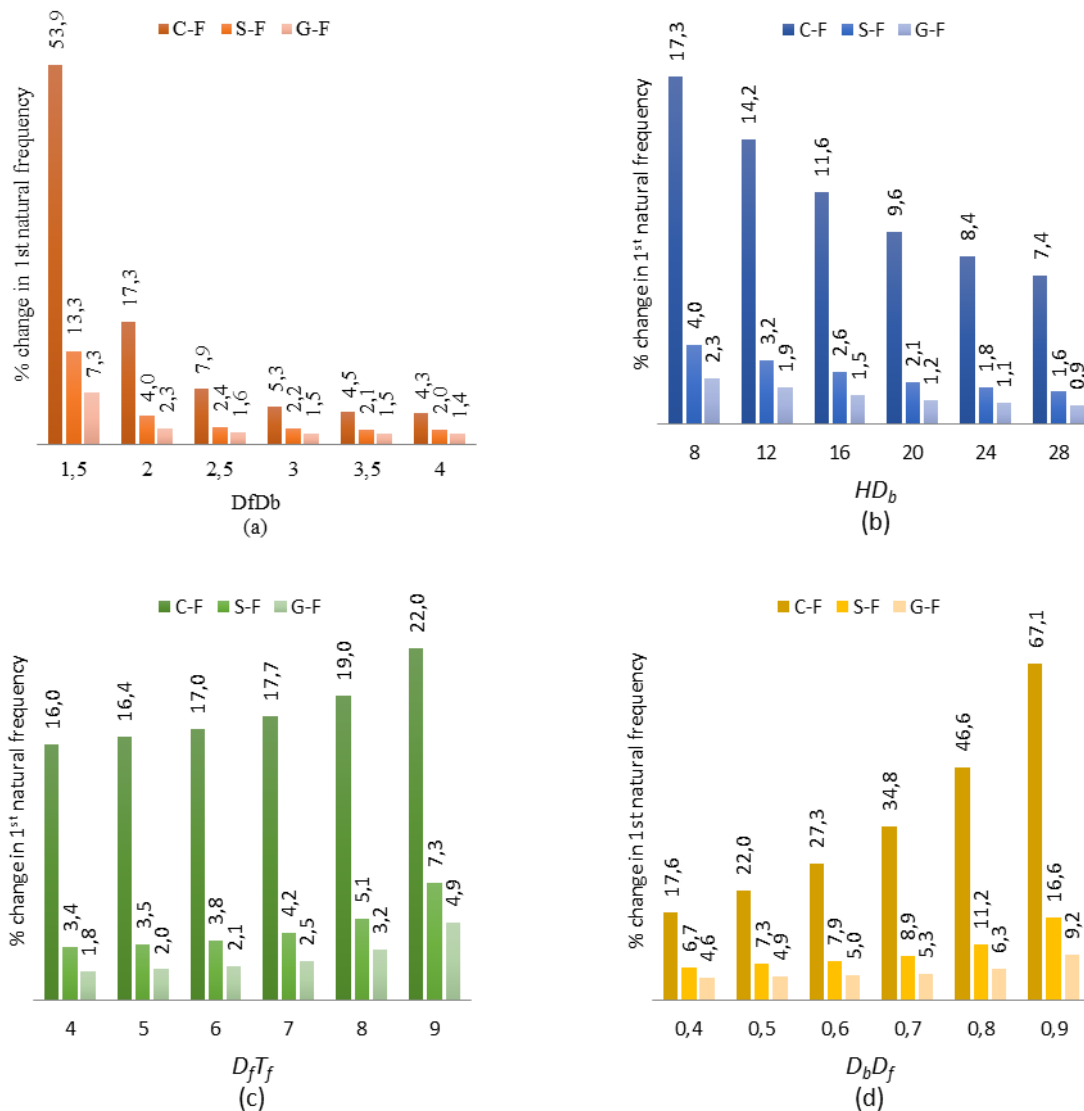 C-F S-F G-F
% change in 1st natural frequency
53,9 13,3 7,3 17,3 4,0 2,3 7,9 2,4 1,6 5,3 2,2 1,5 4,5 2,1 1,5 4,3 2,0 1,4
1,5 2 2,5 3 3,5 4
DfDb
(a)
C-F S-F G-F
% change in 1st natural frequency
17,3 4,0 2,3 14,2 3,2 1,9 11,6 2,6 1,5 9,6 2,1 1,2 8,4 1,8 1,1 7,4 1,6 0,9
8 12 16 20 24 28
HDb
(b)
C-F S-F G-F
% change in 1st natural frequency
16,0 3,4 1,8 16,4 3,5 2,0 17,0 3,8 2,1 17,7 4,2 2,5 19,0 5,1 3,2 22,0 7,3 4,9
4 5 6 7 8 9
DfTf
(c)
C-F S-F G-F
% change in 1st natural frequency
17,6 6,7 4,6 22,0 7,3 4,9 27,3 7,9 5,0 34,8 8,9 5,3 46,6 11,2 6,3 67,1 16,6 9,2
0,4 0,5 0,6 0,7 0,8 0,9
DbDf
(d)